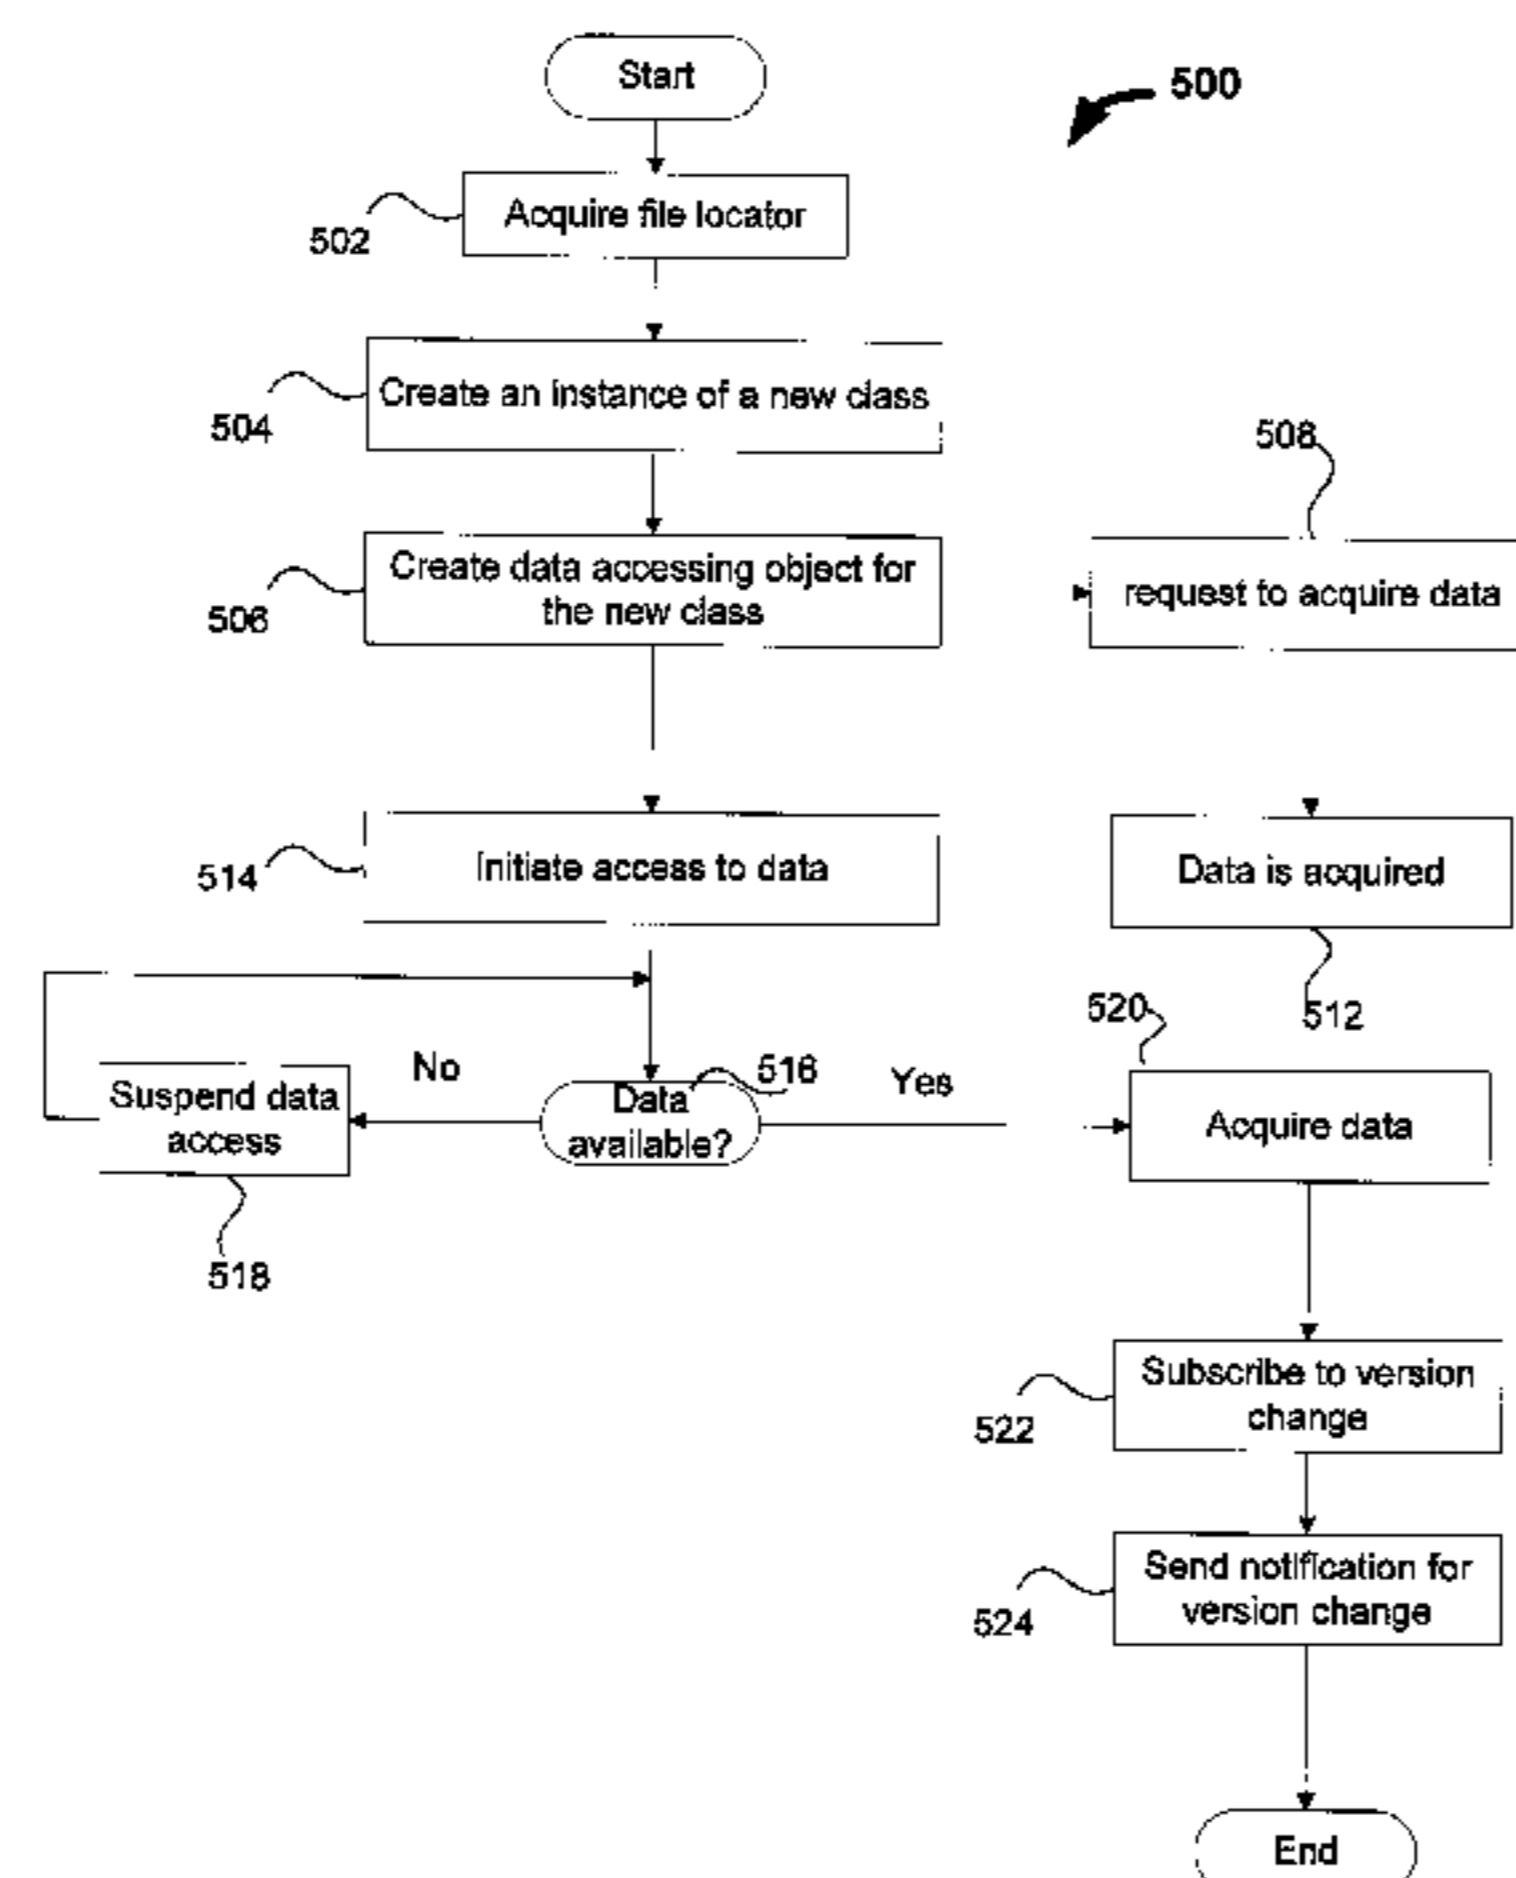 Start
500
Acquire file locator
502
Create an instance of a new class
504
508
Create data accessing object for
the new class
506
request to acquire data
Initiate access to data
514
Data is acquired
512
520
No
516
Yes
Suspend data
access
Data
available?
Acquire data
518
Subscribe to version
change
522
Send notification for
version change
524
End